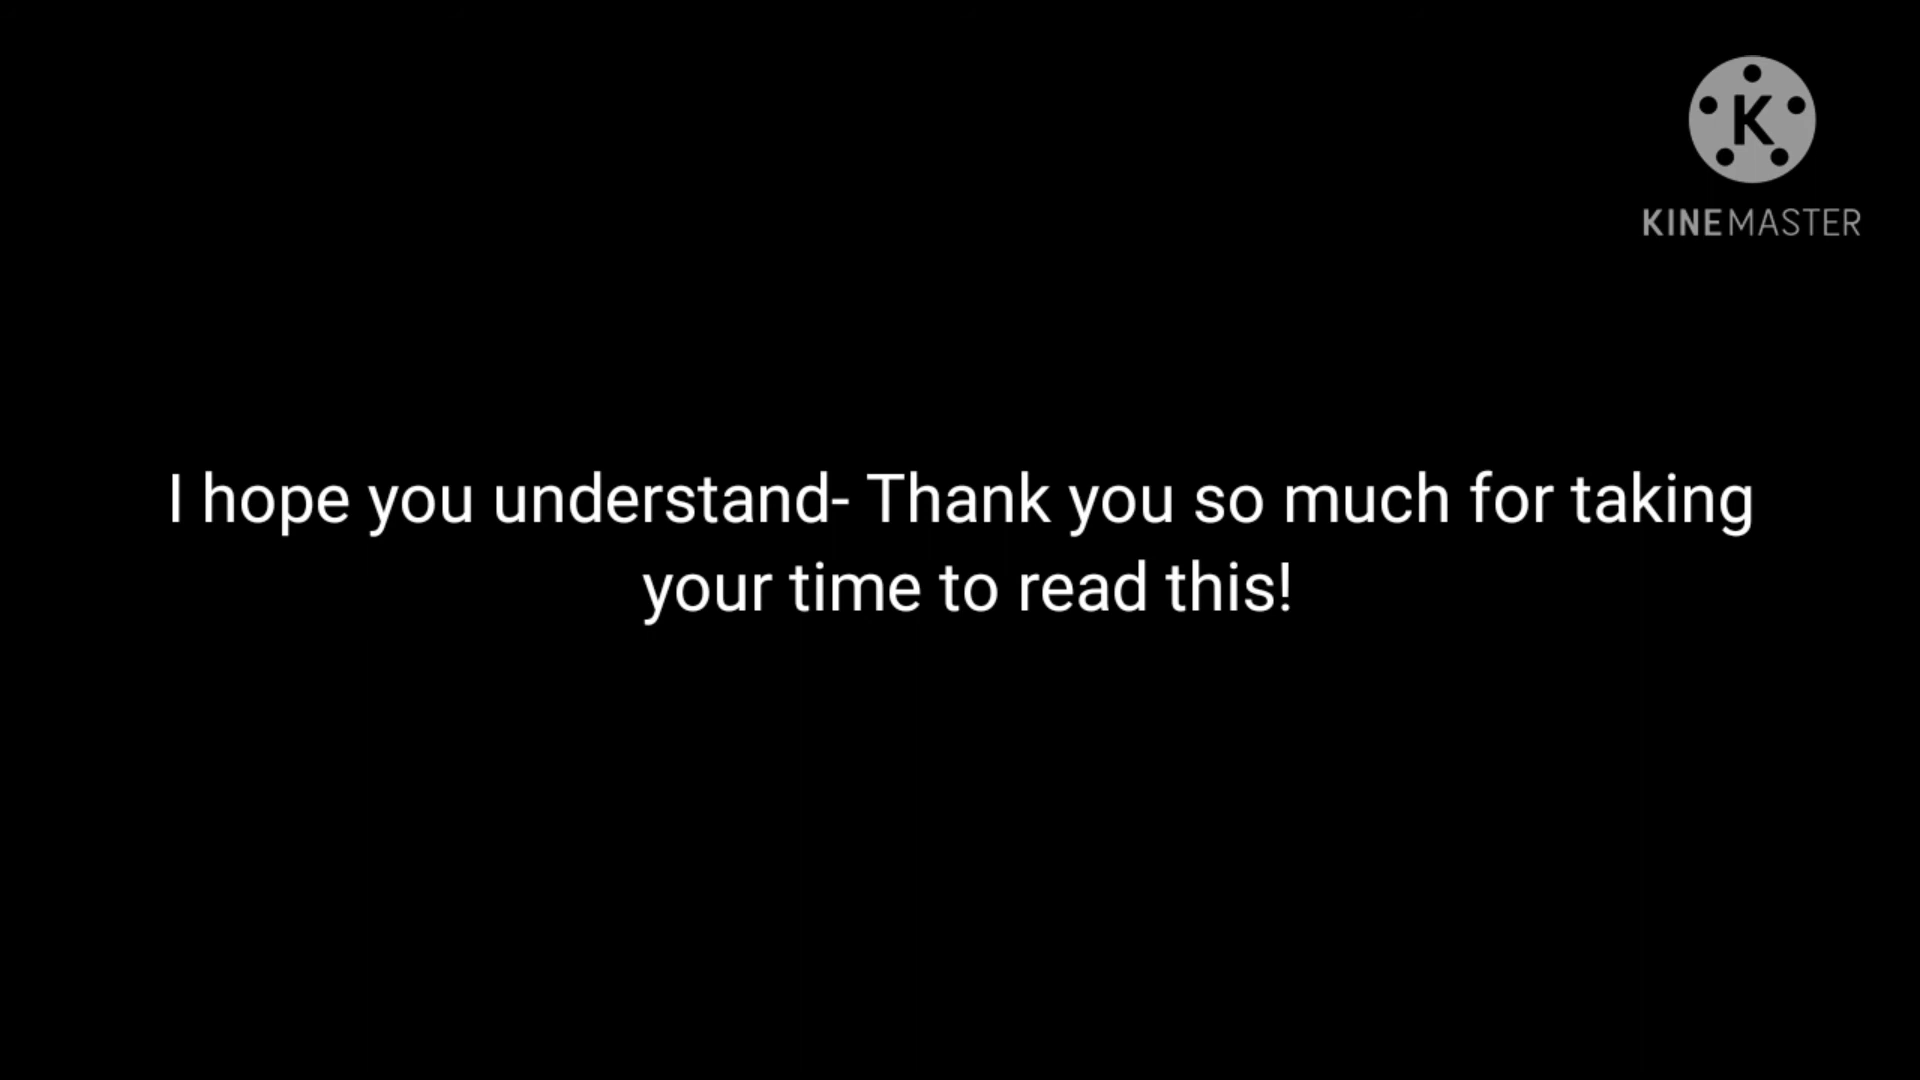 K
KINEMASTER
I hope you understand- Thank you so much for taking
your time to read this!